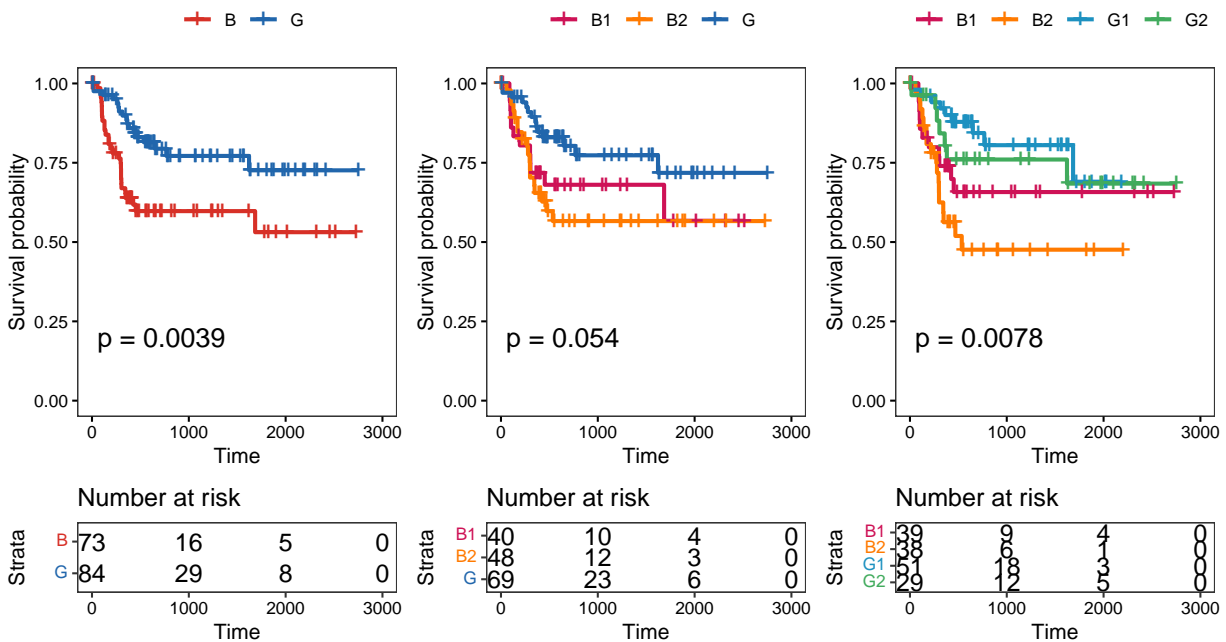 B G
1.00
0.75
0.50
0.25
0.00
Survival probability
p = 0.0039
0 1000 2000 3000
Time
Number at risk
Strata
B 73 16 5 0
G 84 29 8 0
0 1000 2000 3000
Time
B1 B2 G
1.00
0.75
0.50
0.25
0.00
Survival probability
p = 0.054
0 1000 2000 3000
Time
Number at risk
Strata
B1 40 10 4 0
B2 48 12 3 0
G 69 23 6 0
0 1000 2000 3000
Time
B1 B2 G1 G2
1.00
0.75
0.50
0.25
0.00
Survival probability
p = 0.0078
0 1000 2000 3000
Time
Number at risk
Strata
B1 39 9 4 0
B2 38 6 1 0
G1 51 18 3 0
G2 29 12 5 0
0 1000 2000 3000
Time